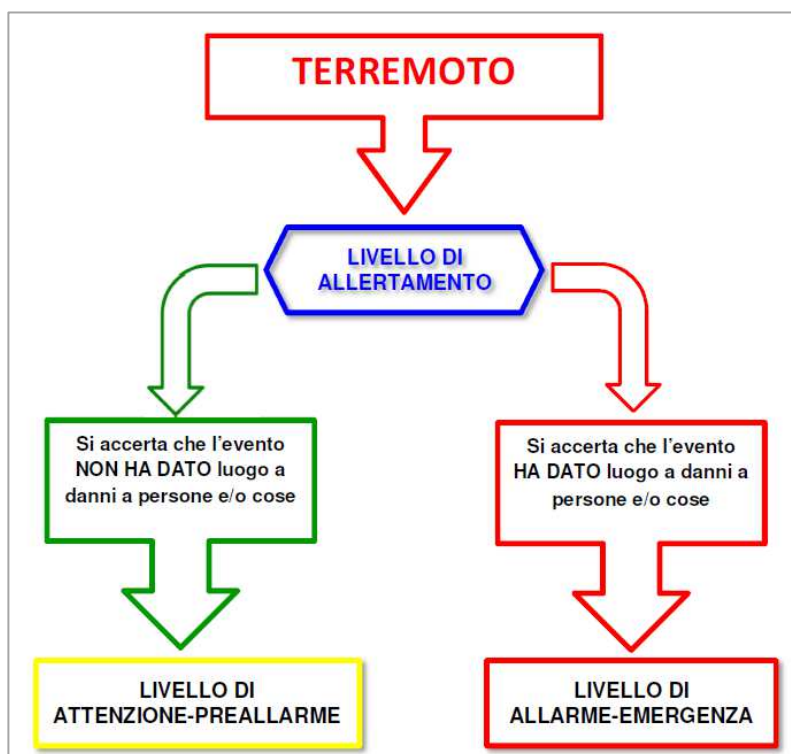 TERREMOTO
LIVELLO DI
ALLERTAMENTO
Si accerta che l'evento
NON HA DATO luogo a
danni a persone e/o cose
Si accerta che l'evento
HA DATO luogo a danni a
persone e/o cose
LIVELLO DI
ATTENZIONE-PREALLARME
LIVELLO DI
ALLARME-EMERGENZA